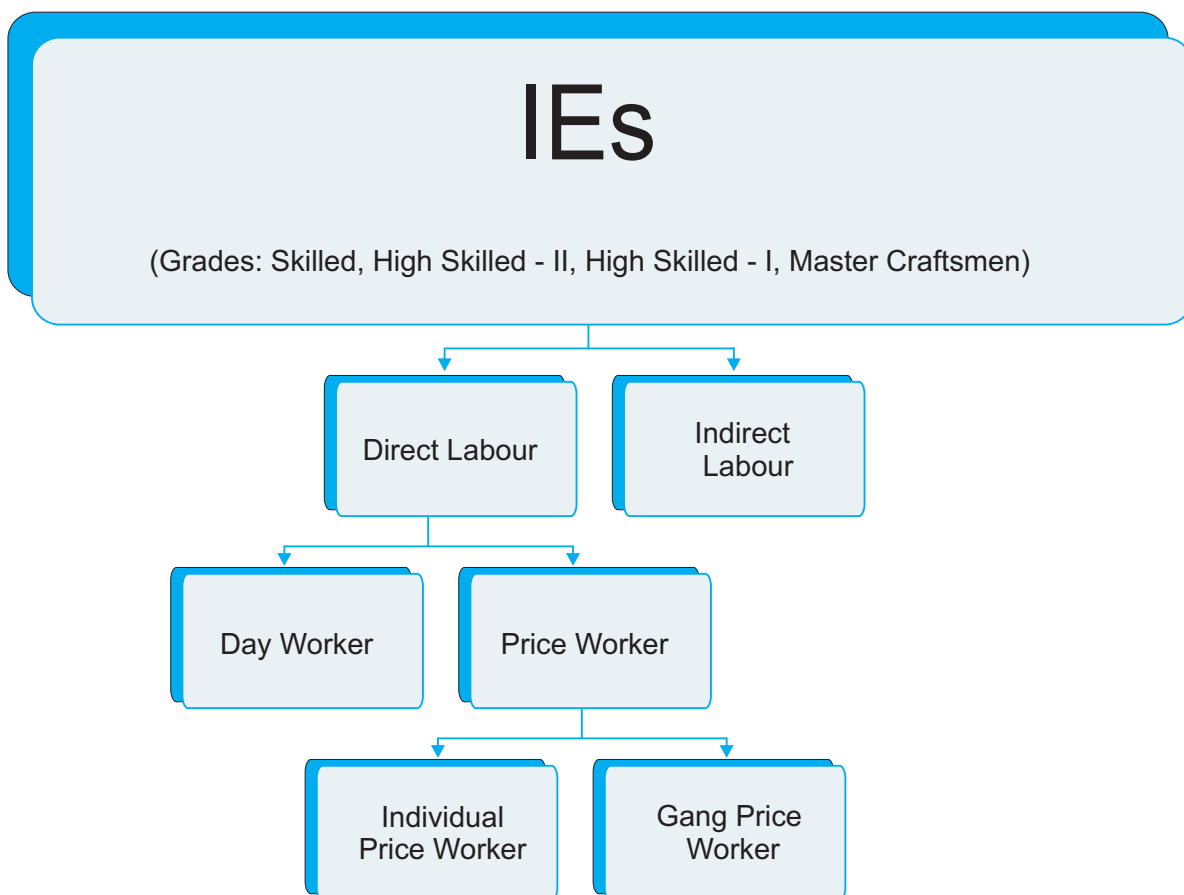 IEs
(Grades: Skilled, High Skilled - II, High Skilled - I, Master Craftsmen)
Direct Labour
Indirect
Labour
Day Worker
Price Worker
Individual
Price Worker
Gang Price
Worker